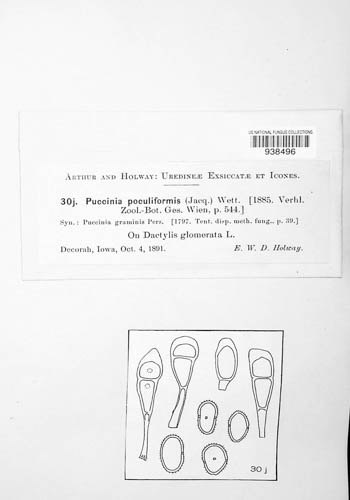 US NATIONAL FUNGUS COLLECTIONS
938496
ARTHUR AND HOLWAY: UREDINEÆ EXSICCATÆ ET ICONES.
30j. Puccinia poculiformis (Jacq.) Wett. [1885. Verhl.
Zool.-Bot. Ges. Wien, p. 544.]
Syn.: Puccinia graminis Pers. [1797. Tent. disp. meth. fung., p. 39.]
On Dactylis glomerata L.
Decorah, Iowa, Oct. 4, 1891. E. W. D. Holway.
30 j